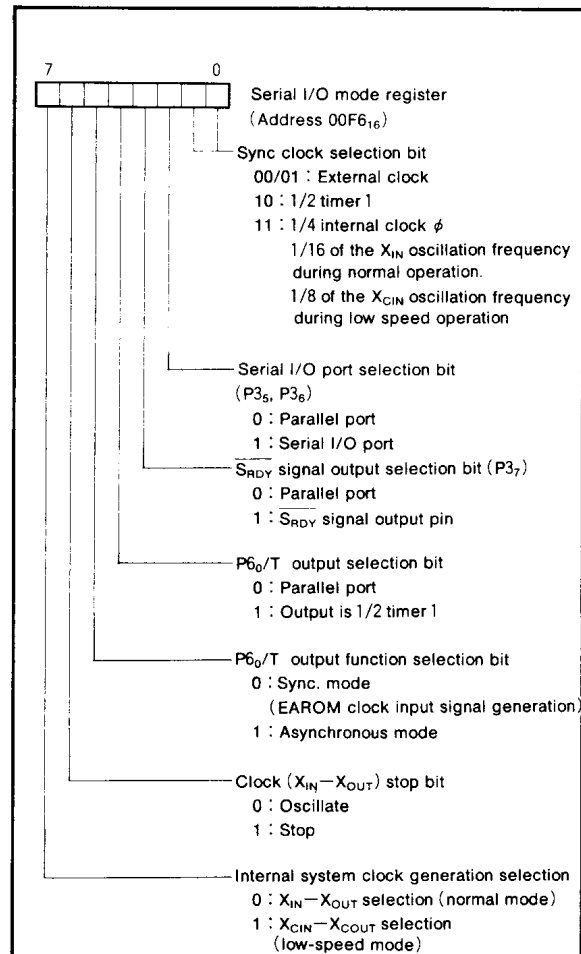 7 0
Serial I/O mode register
(Address 00F6₁₆)
Sync clock selection bit
00/01 : External clock
10 : 1/2 timer 1
11 : 1/4 internal clock ϕ
1/16 of the X_IN oscillation frequency
during normal operation.
1/8 of the X_CIN oscillation frequency
during low speed operation
Serial I/O port selection bit
(P3₅, P3₆)
0 : Parallel port
1 : Serial I/O port
S̅_R̅D̅Y̅ signal output selection bit (P3₇)
0 : Parallel port
1 : S̅_R̅D̅Y̅ signal output pin
P6₀/T output selection bit
0 : Parallel port
1 : Output is 1/2 timer 1
P6₀/T output function selection bit
0 : Sync. mode
(EAROM clock input signal generation)
1 : Asynchronous mode
Clock (X_IN—X_OUT) stop bit
0 : Oscillate
1 : Stop
Internal system clock generation selection
0 : X_IN—X_OUT selection (normal mode)
1 : X_CIN—X_COUT selection
(low-speed mode)